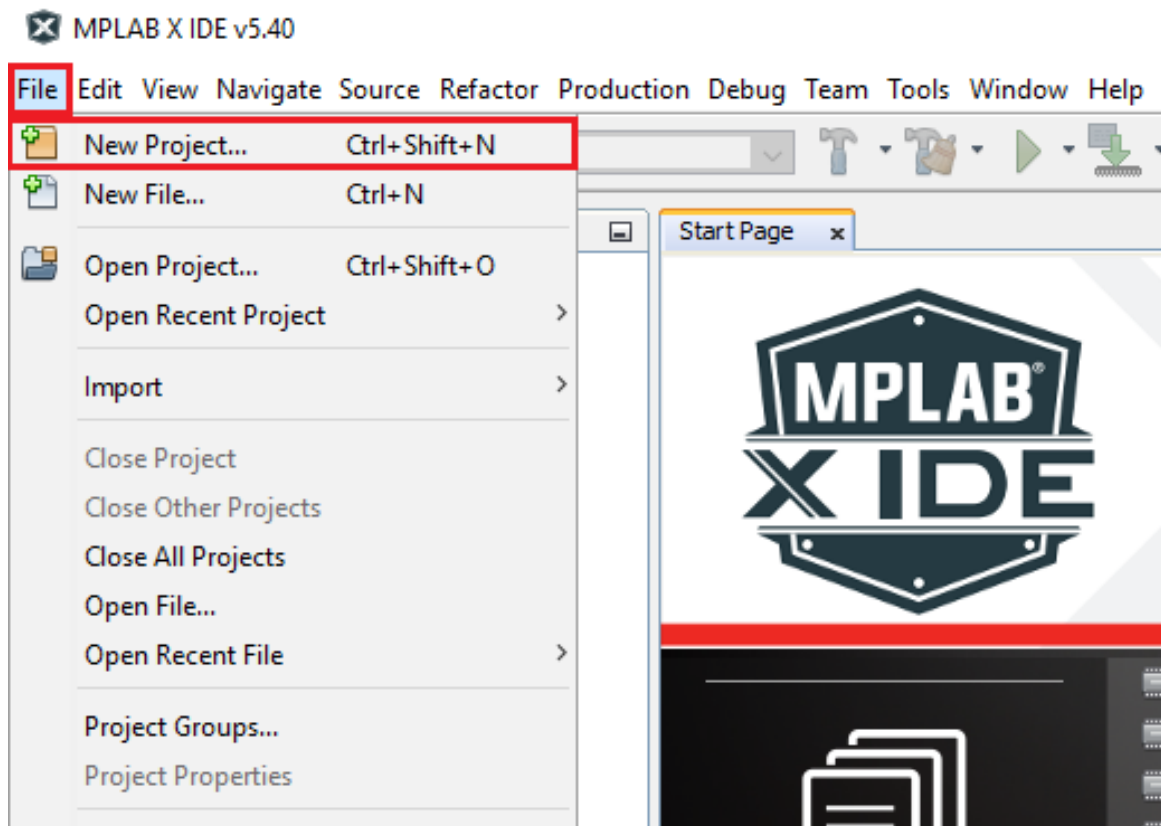 MPLAB X IDE v5.40
File Edit View Navigate Source Refactor Production Debug Team Tools Window Help
New Project... Ctrl+Shift+N
New File... Ctrl+N
Start Page x
Open Project... Ctrl+Shift+O
Open Recent Project >
Import >
MPLAB®
X IDE
Close Project
Close Other Projects
Close All Projects
Open File...
Open Recent File >
Project Groups...
Project Properties